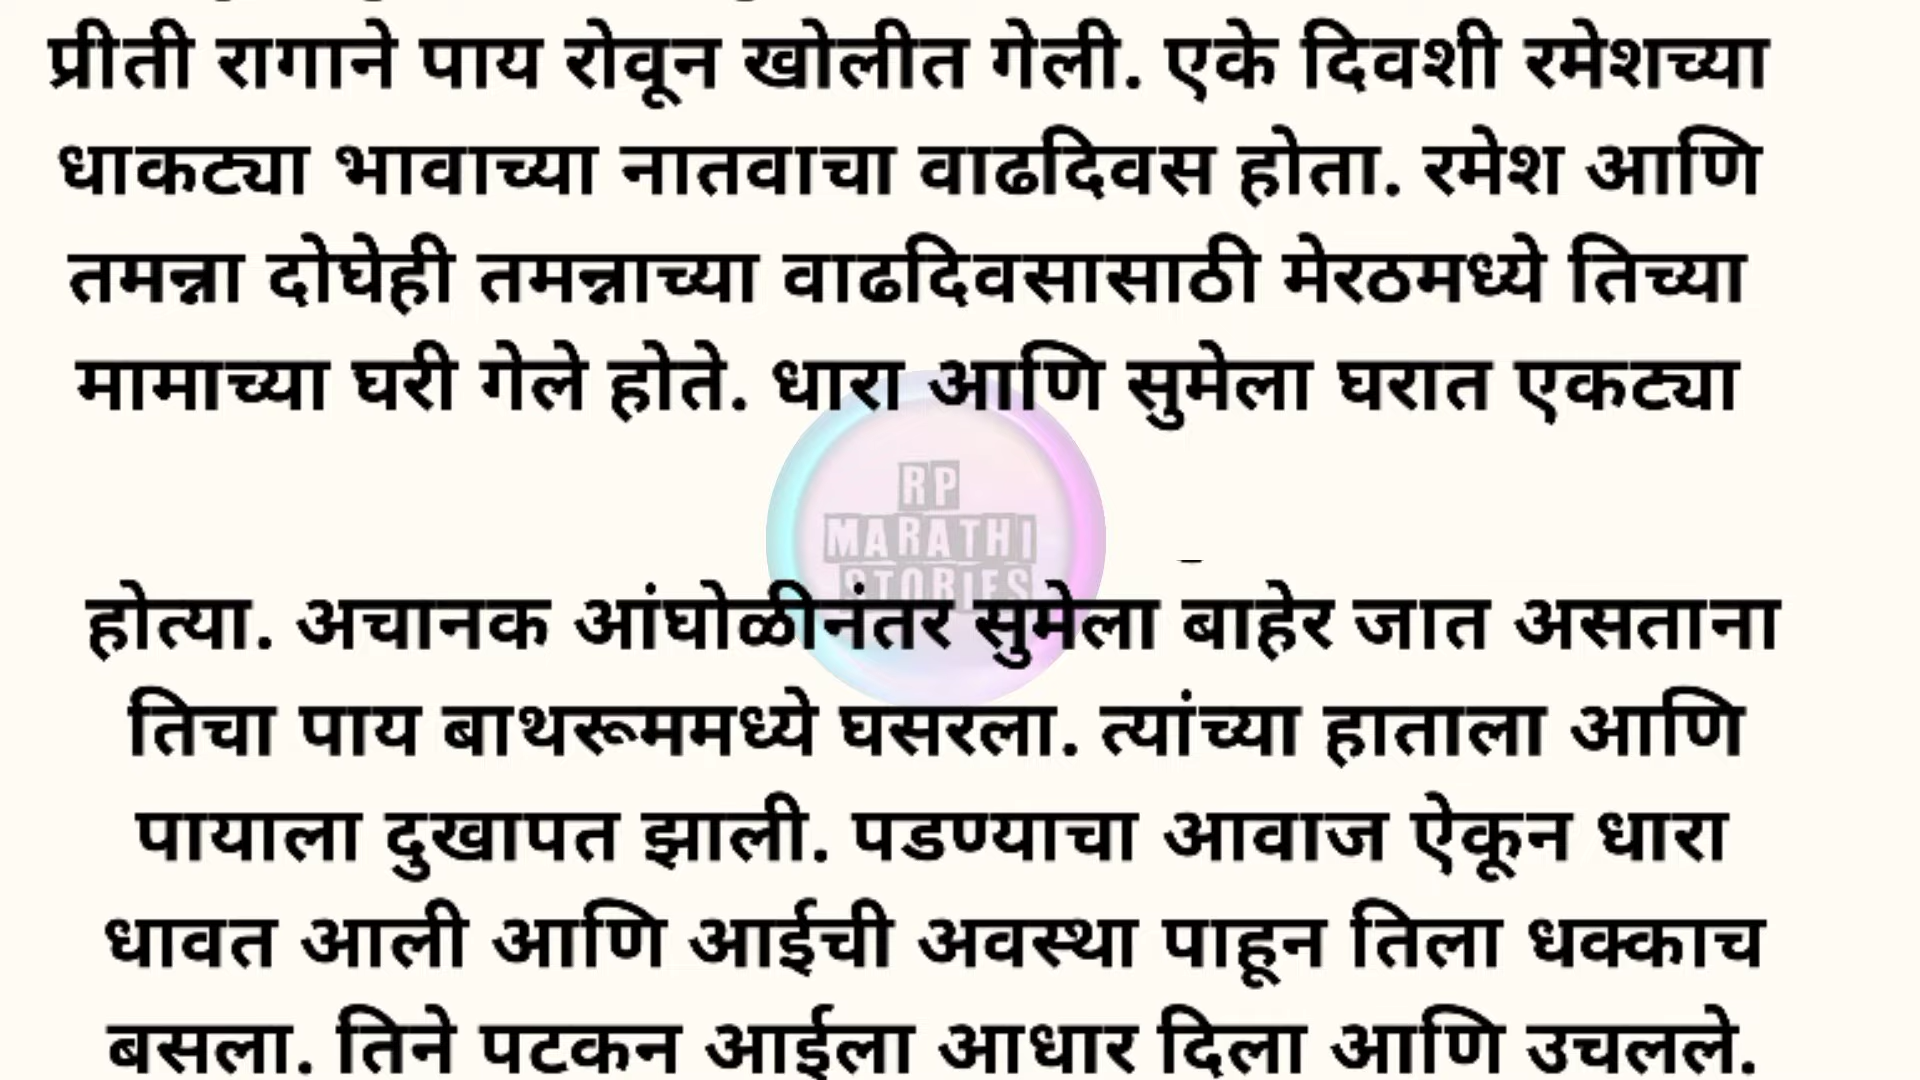 प्रीती रागाने पाय रोवून खोलीत गेली. एके दिवशी रमेशच्या
धाकट्या भावाच्या नातवाचा वाढदिवस होता. रमेश आणि
तमन्ना दोघेही तमन्नाच्या वाढदिवसासाठी मेरठमध्ये तिच्या
मामाच्या घरी गेले होते. धारा आणि सुमेला घरात एकट्या
RP
MARATHI
STORIES
होत्या. अचानक आंघोळीनंतर सुमेला बाहेर जात असताना
तिचा पाय बाथरूममध्ये घसरला. त्यांच्या हाताला आणि
पायाला दुखापत झाली. पडण्याचा आवाज ऐकून धारा
धावत आली आणि आईची अवस्था पाहून तिला धक्काच
बसला. तिने पटकन आईला आधार दिला आणि उचलले.